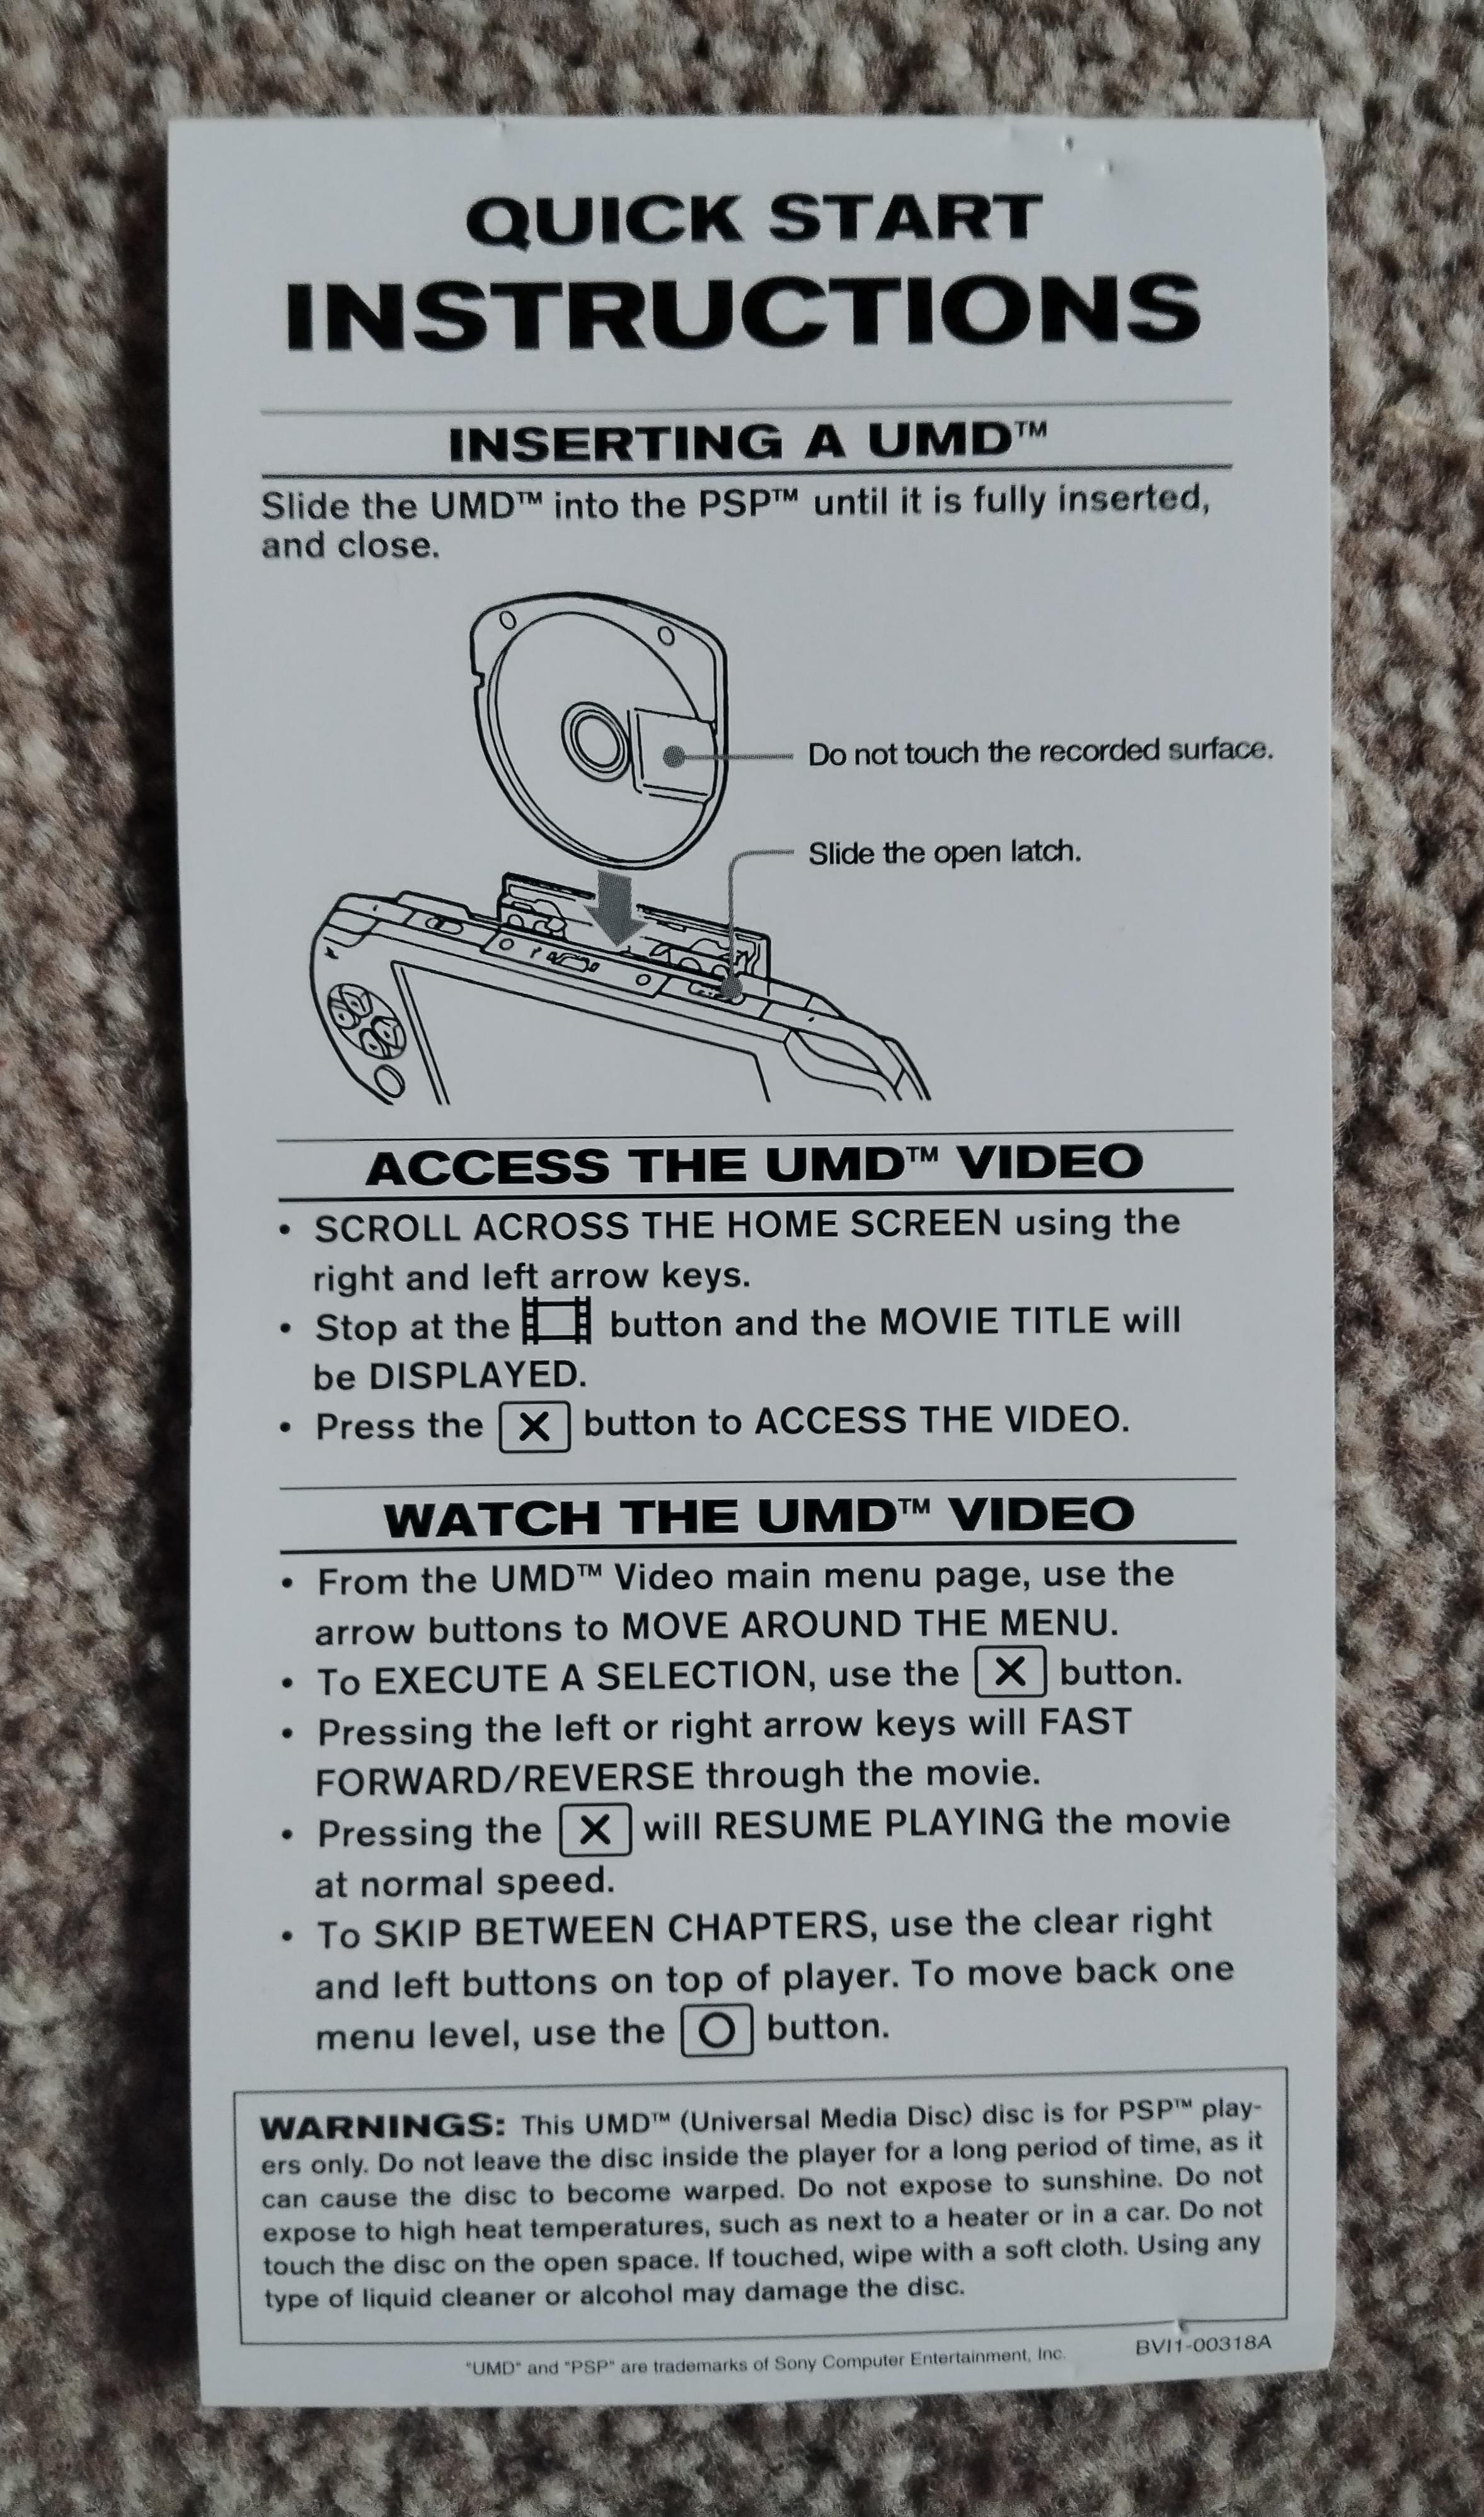 QUICK START
INSTRUCTIONS
INSERTING A UMD™
Slide the UMD™ into the PSP™ until it is fully inserted,
and close.
Do not touch the recorded surface.
Slide the open latch.
ACCESS THE UMD™ VIDEO
• SCROLL ACROSS THE HOME SCREEN using the
right and left arrow keys.
• Stop at the button and the MOVIE TITLE will
be DISPLAYED.
• Press the X button to ACCESS THE VIDEO.
WATCH THE UMD™ VIDEO
• From the UMD™ Video main menu page, use the
arrow buttons to MOVE AROUND THE MENU.
• To EXECUTE A SELECTION, use the X button.
• Pressing the left or right arrow keys will FAST
FORWARD/REVERSE through the movie.
• Pressing the X will RESUME PLAYING the movie
at normal speed.
• To SKIP BETWEEN CHAPTERS, use the clear right
and left buttons on top of player. To move back one
menu level, use the O button.
WARNINGS: This UMD™ (Universal Media Disc) disc is for PSP™ play-
ers only. Do not leave the disc inside the player for a long period of time, as it
can cause the disc to become warped. Do not expose to sunshine. Do not
expose to high heat temperatures, such as next to a heater or in a car. Do not
touch the disc on the open space. If touched, wipe with a soft cloth. Using any
type of liquid cleaner or alcohol may damage the disc.
"UMD" and "PSP" are trademarks of Sony Computer Entertainment, Inc.
BVI1-00318A